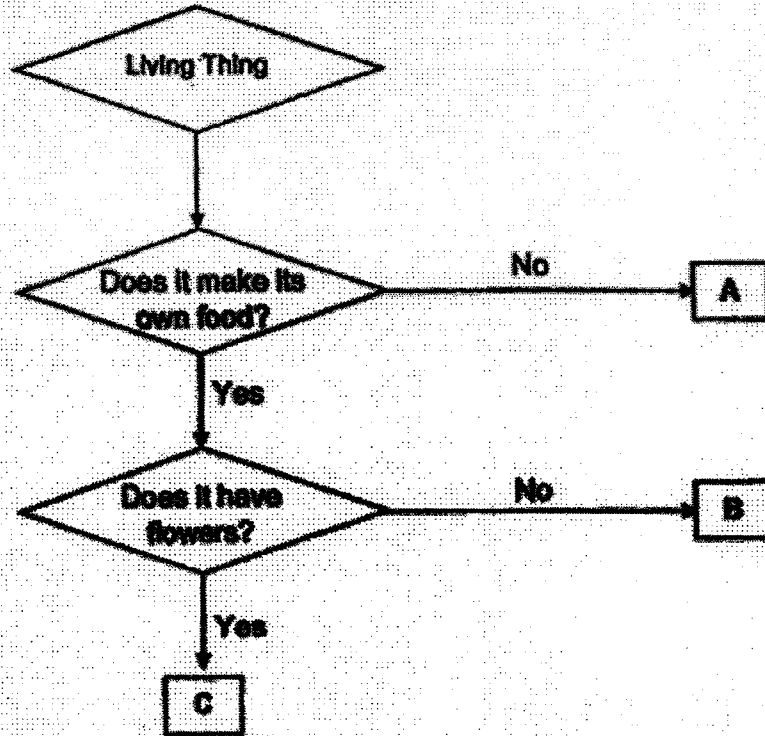 Living Thing
Does it make its
own food?
No
A
Yes
Does it have
flowers?
No
B
Yes
C